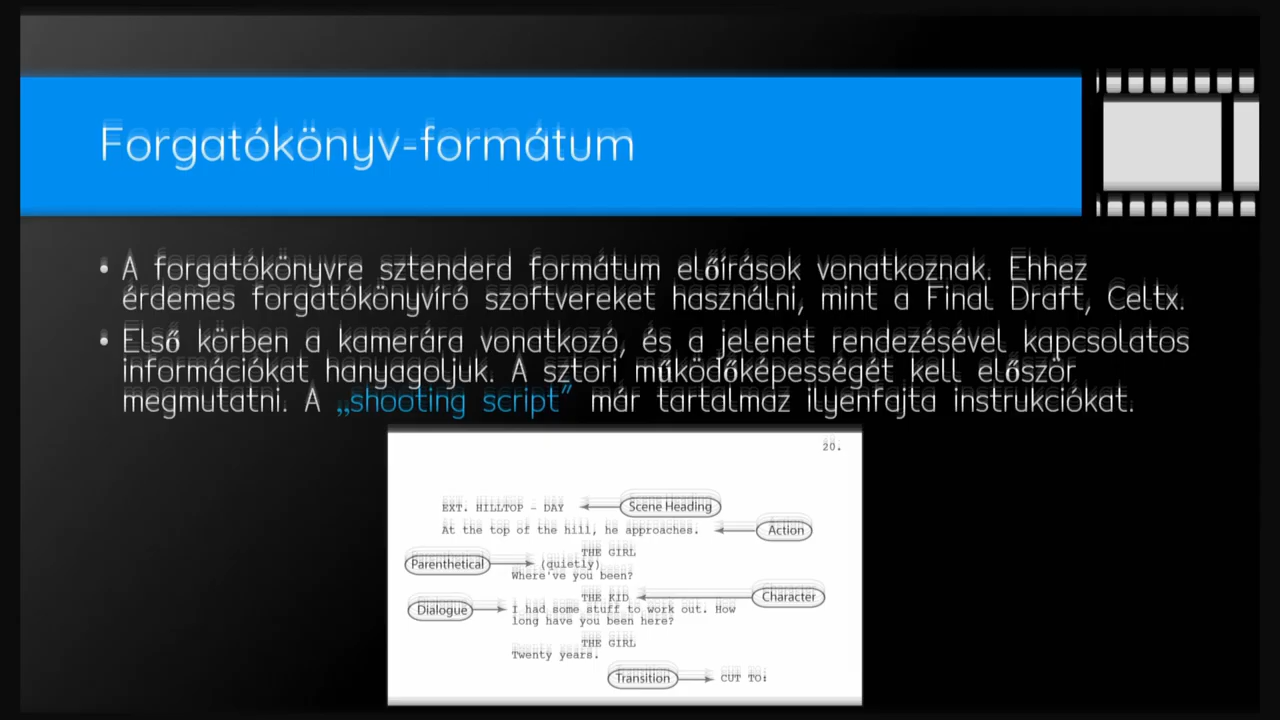 Forgatókönyv-formátum
• A forgatókönyvre sztenderd formátum előírások vonatkoznak. Ehhez
érdemes forgatókönyvíró szoftvereket használni, mint a Final Draft, Celtx.
• Első körben a kamerára vonatkozó, és a jelenet rendezésével kapcsolatos
információkat hanyagoljuk. A sztori működőképességét kell először
megmutatni. A „shooting script” már tartalmaz ilyenfajta instrukciókat.
20.
EXT. HILLTOP - DAY Scene Heading
At the top of the hill, he approaches. Action
THE GIRL
Parenthetical (quietly)
Where've you been?
THE KID Character
Dialogue I had some stuff to work out. How
long have you been here?
THE GIRL
Twenty years.
Transition CUT TO: